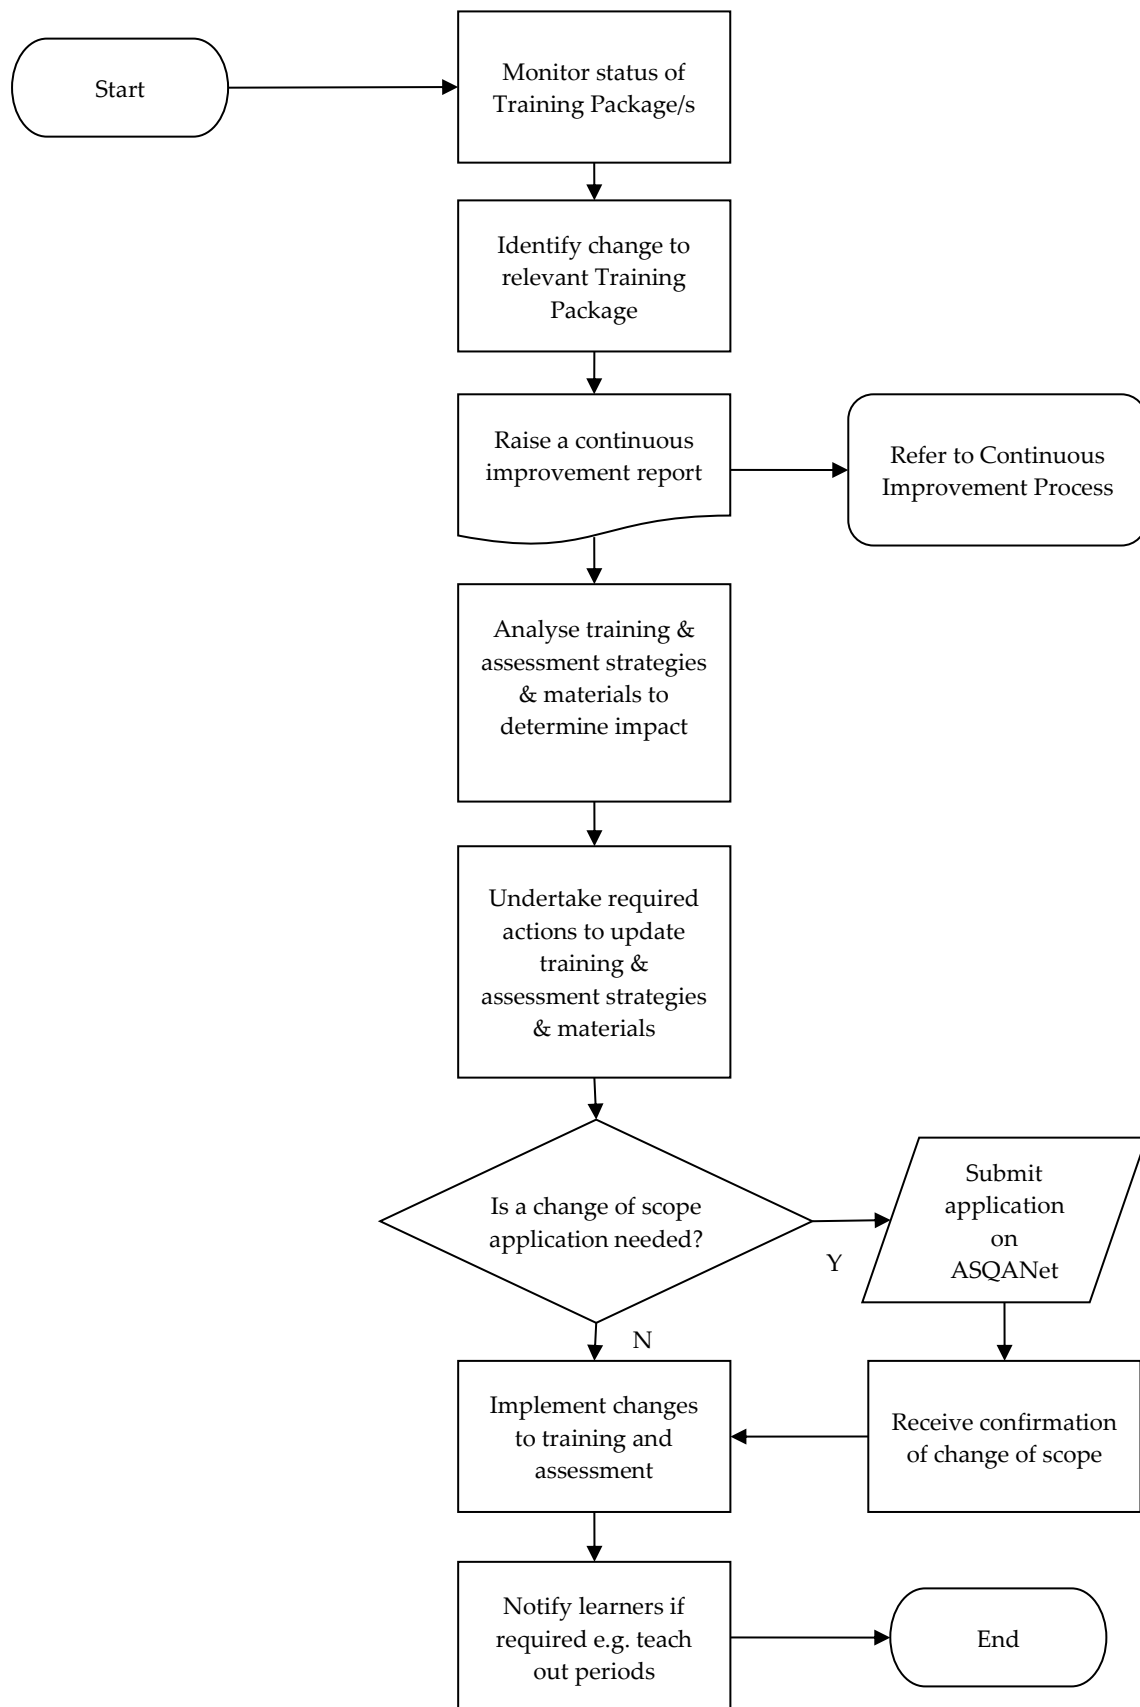 Start
Monitor status of
Training Package/s
Identify change to
relevant Training
Package
Raise a continuous
improvement report
Refer to Continuous
Improvement Process
Analyse training &
assessment strategies
& materials to
determine impact
Undertake required
actions to update
training &
assessment strategies
& materials
Is a change of scope
application needed?
Y
Submit
application
on
ASQANet
N
Implement changes
to training and
assessment
Receive confirmation
of change of scope
Notify learners if
required e.g. teach
out periods
End